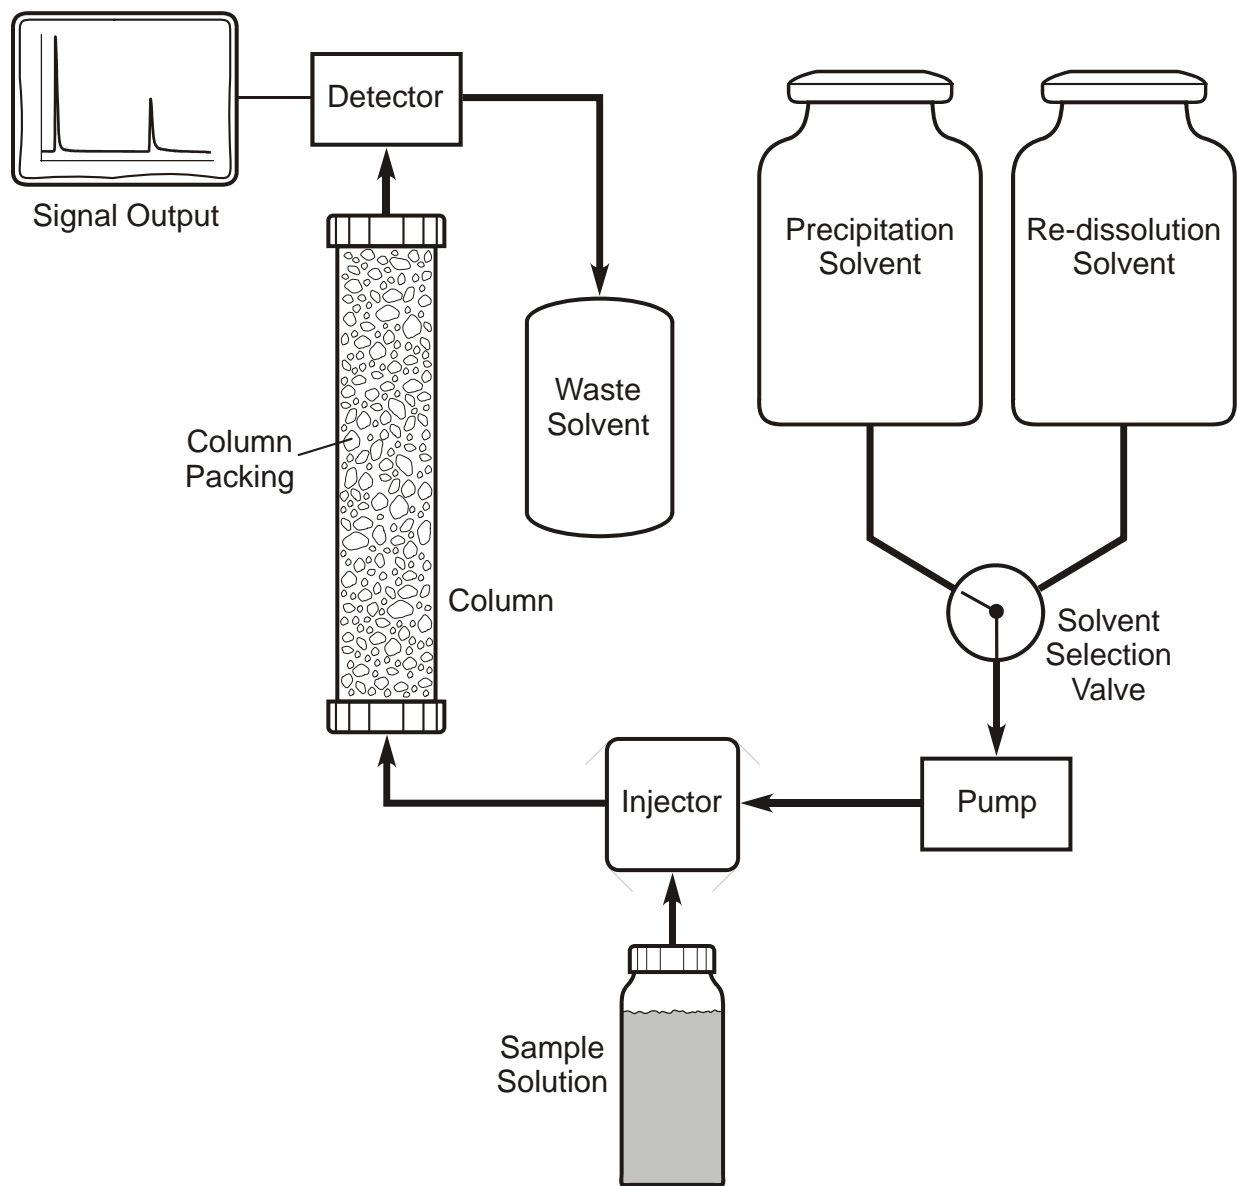 Detector
Signal Output
Precipitation
Solvent
Re-dissolution
Solvent
Waste
Solvent
Column
Packing
Column
Solvent
Selection
Valve
Injector
Pump
Sample
Solution